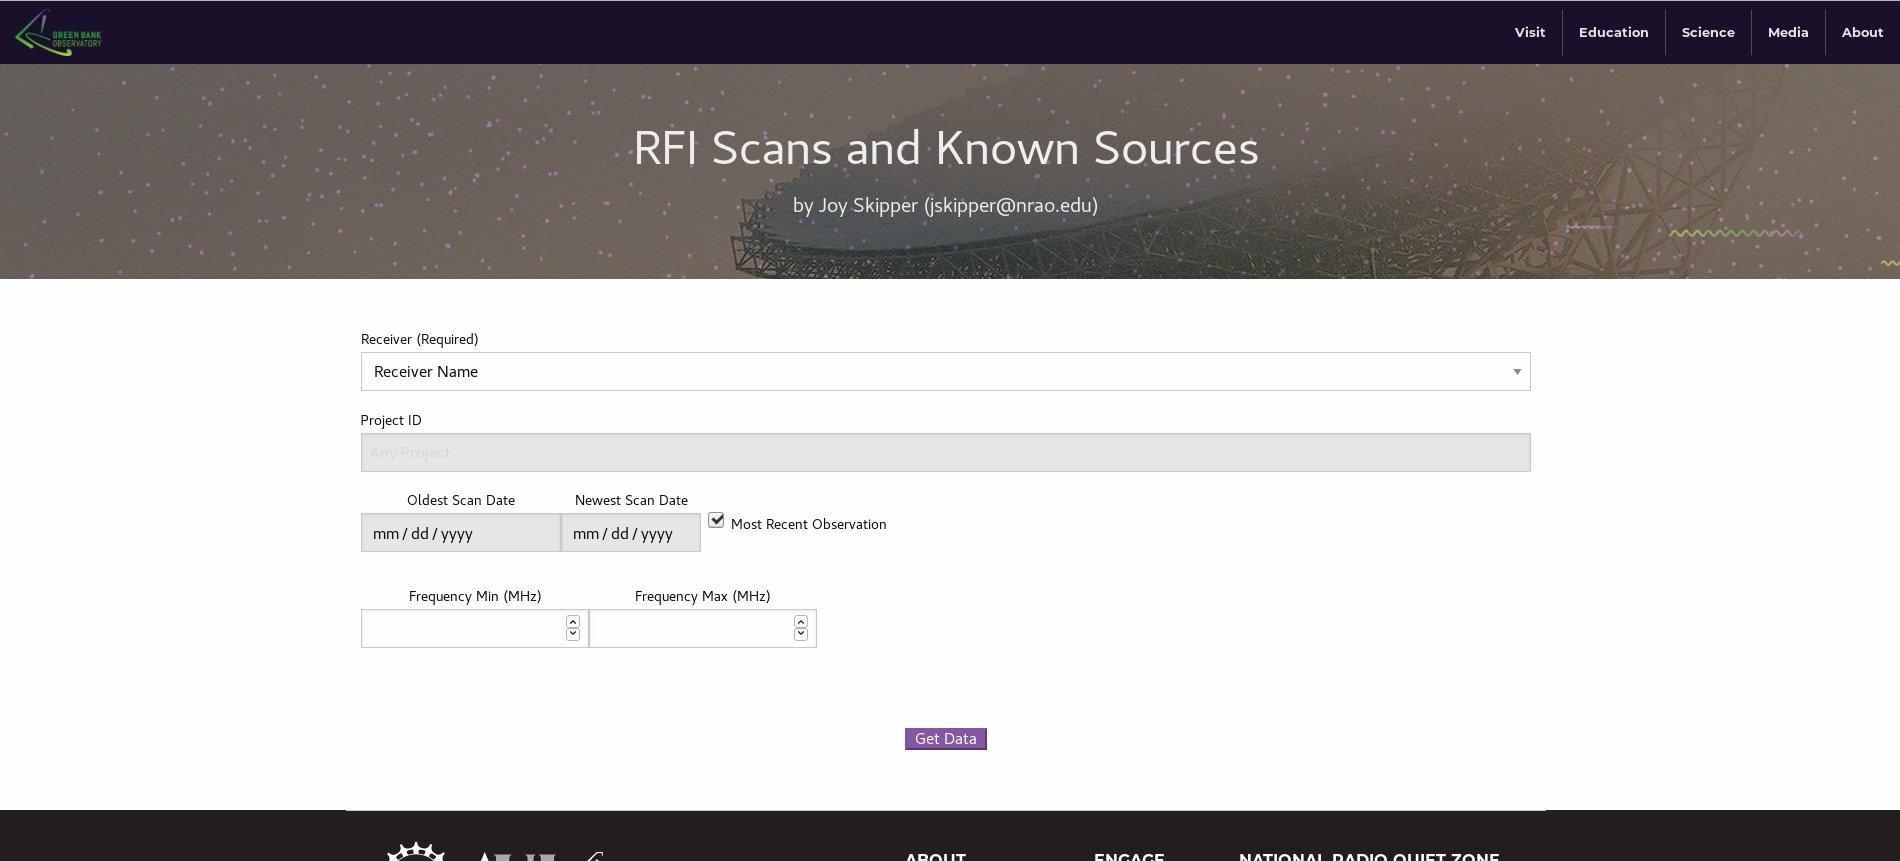 GREEN BANK
OBSERVATORY
Visit
Education
Science
Media
About
RFI Scans and Known Sources
by Joy Skipper (jskipper@nrao.edu)
Receiver (Required)
Receiver Name
Project ID
Any Project
Oldest Scan Date
Newest Scan Date
mm / dd / yyyy
mm / dd / yyyy
Most Recent Observation
Frequency Min (MHz)
Frequency Max (MHz)
Get Data
ABOUT
ENGAGE
NATIONAL RADIO QUIET ZONE